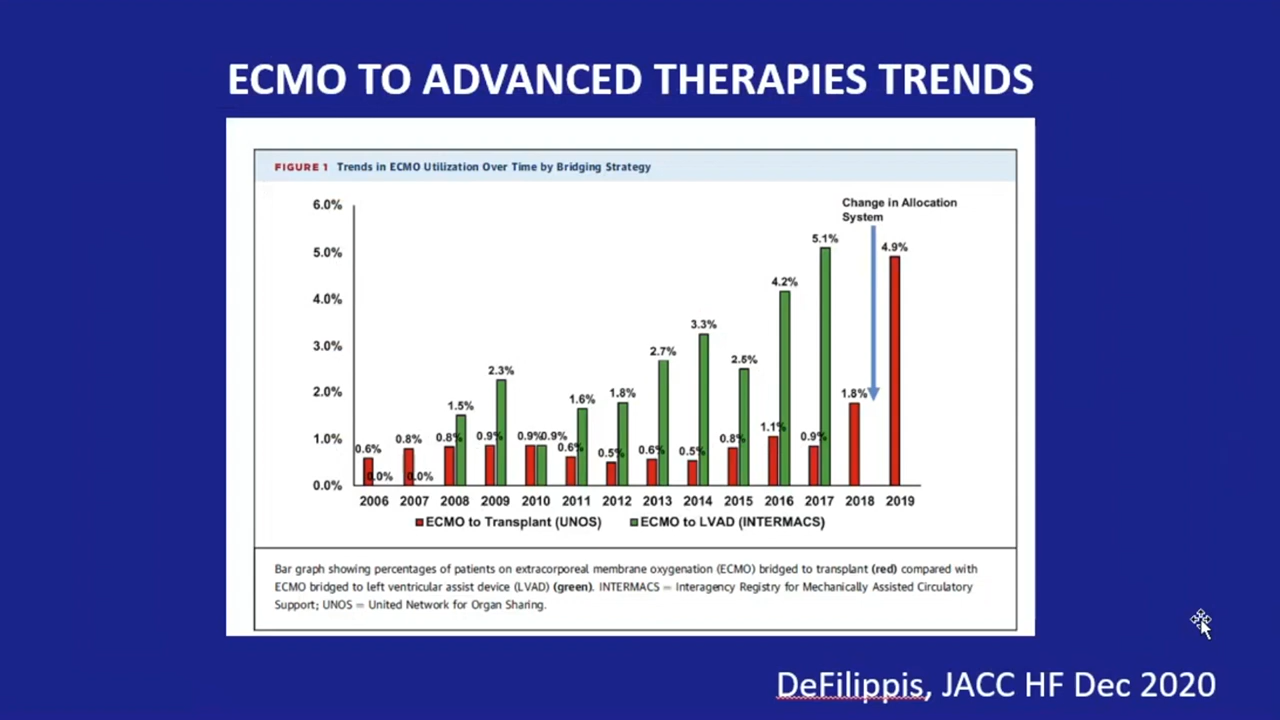 ECMO TO ADVANCED THERAPIES TRENDS
FIGURE 1 Trends in ECMO Utilization Over Time by Bridging Strategy
Change in Allocation
System
6.0%
5.0%
4.0%
3.0%
2.0%
1.0%
0.0%
0.6% 0.0% 0.8% 0.0% 0.8% 1.5% 0.9% 2.3% 0.9% 0.9% 0.6% 1.6% 0.5% 1.8% 0.6% 2.7% 0.5% 3.3% 0.8% 2.5% 1.1% 4.2% 0.9% 5.1% 1.8% 4.9%
2006 2007 2008 2009 2010 2011 2012 2013 2014 2015 2016 2017 2018 2019
ECMO to Transplant (UNOS) ECMO to LVAD (INTERMACS)
Bar graph showing percentages of patients on extracorporeal membrane oxygenation (ECMO) bridged to transplant (red) compared with
ECMO bridged to left ventricular assist device (LVAD) (green). INTERMACS = Interagency Registry for Mechanically Assisted Circulatory
Support; UNOS = United Network for Organ Sharing.
DeFilippis, JACC HF Dec 2020